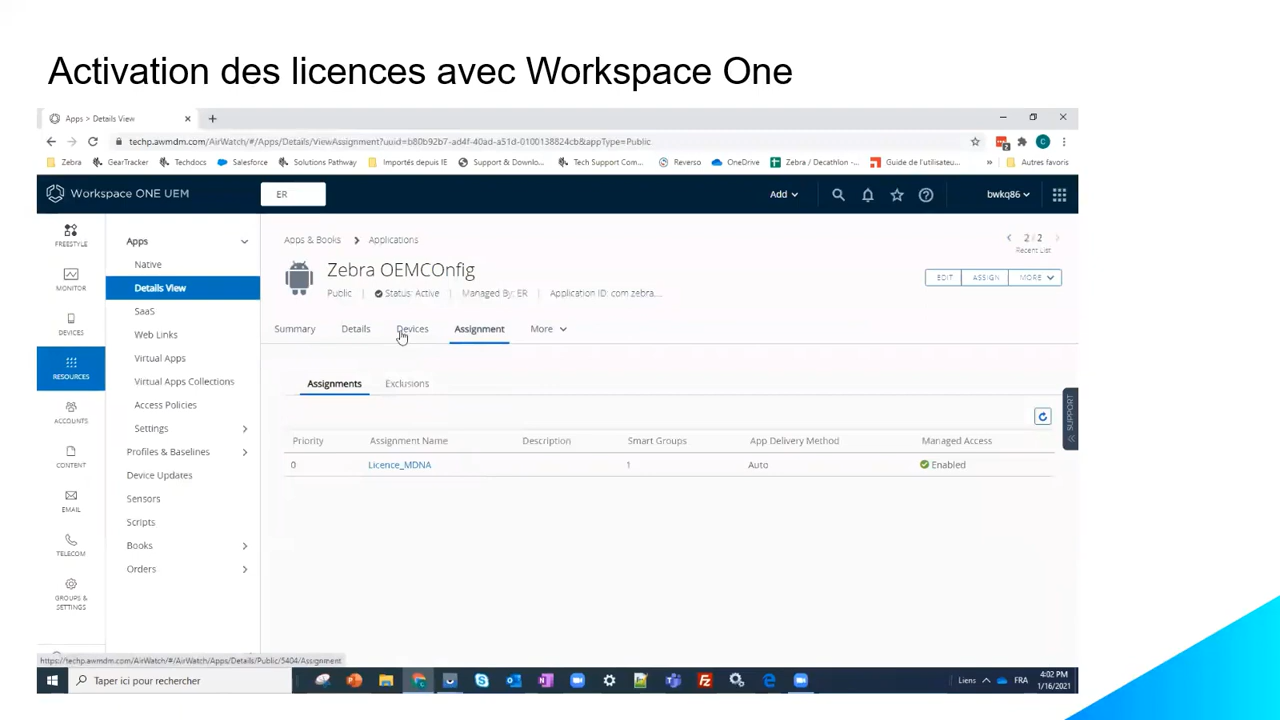 Activation des licences avec Workspace One
Apps > Details View
techp.awmdm.com/AirWatch/#/Apps/Details/ViewAssignment?uuid=b80b92b7-ad4f-40ad-a51d-0100138824cb&appType=Public
Zebra GearTracker Techdocs Salesforce Solutions Pathway Importés depuis IE Support & Downlo... Tech Support Com... Reverso OneDrive Zebra / Decathlon -... Guide de l'utilisateu... » Autres favoris
Workspace ONE UEM ER Add bwkq86
FREESTYLE
MONITOR
DEVICES
RESOURCES
ACCOUNTS
CONTENT
EMAIL
TELECOM
GROUPS & SETTINGS
Apps
Native
Details View
SaaS
Web Links
Virtual Apps
Virtual Apps Collections
Access Policies
Settings
Profiles & Baselines
Device Updates
Sensors
Scripts
Books
Orders
Apps & Books > Applications
2 / 2
Recent List
Zebra OEMCOnfig
EDIT ASSIGN MORE
Public | Status: Active | Managed By: ER | Application ID: com.zebra....
Summary Details Devices Assignment More
Assignments Exclusions
SUPPORT
Priority Assignment Name Description Smart Groups App Delivery Method Managed Access
0 Licence_MDNA 1 Auto Enabled
https://techp.awmdm.com/AirWatch/#/AirWatch/Apps/Details/Public/5404/Assignment
Taper ici pour rechercher
Liens FRA
4:02 PM
1/16/2021